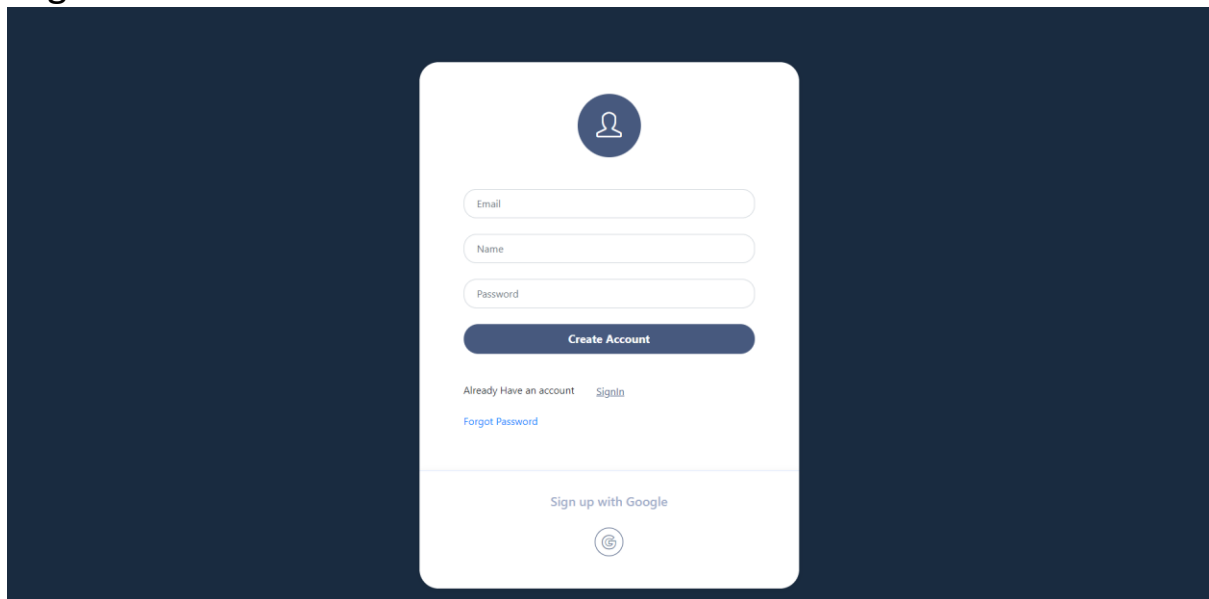 Email
Name
Password
Create Account
Already Have an account SignIn
Forgot Password
Sign up with Google
G